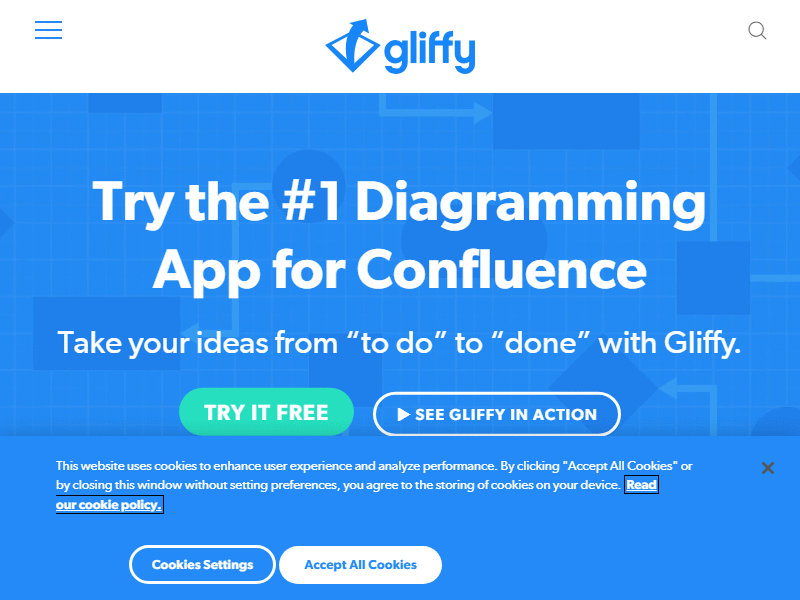 gliffy
Try the #1 Diagramming
App for Confluence
Take your ideas from “to do” to “done” with Gliffy.
TRY IT FREE
SEE GLIFFY IN ACTION
This website uses cookies to enhance user experience and analyze performance. By clicking "Accept All Cookies" or
by closing this window without setting preferences, you agree to the storing of cookies on your device. Read
our cookie policy.
Cookies Settings
Accept All Cookies